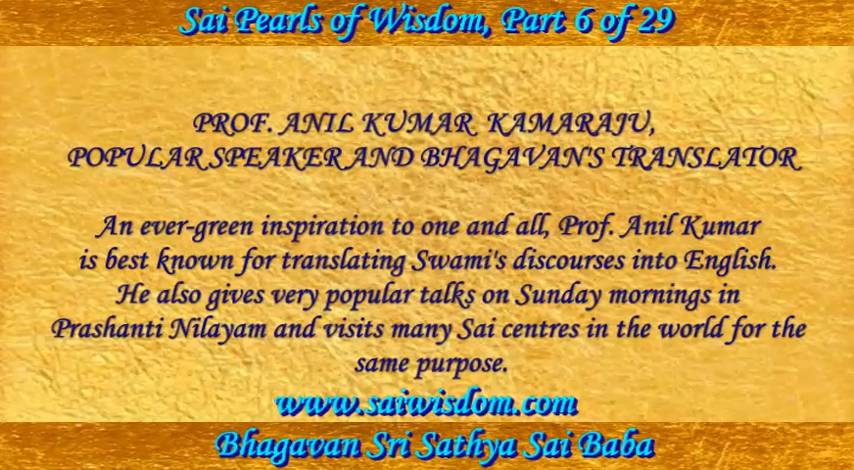 Sai Pearls of Wisdom, Part 6 of 29
PROF. ANIL KUMAR KAMARAJU,
POPULAR SPEAKER AND BHAGAVAN'S TRANSLATOR
An ever-green inspiration to one and all, Prof. Anil Kumar
is best known for translating Swami's discourses into English.
He also gives very popular talks on Sunday mornings in
Prashanti Nilayam and visits many Sai centres in the world for the
same purpose.
www.saiwisdom.com
Bhagavan Sri Sathya Sai Baba